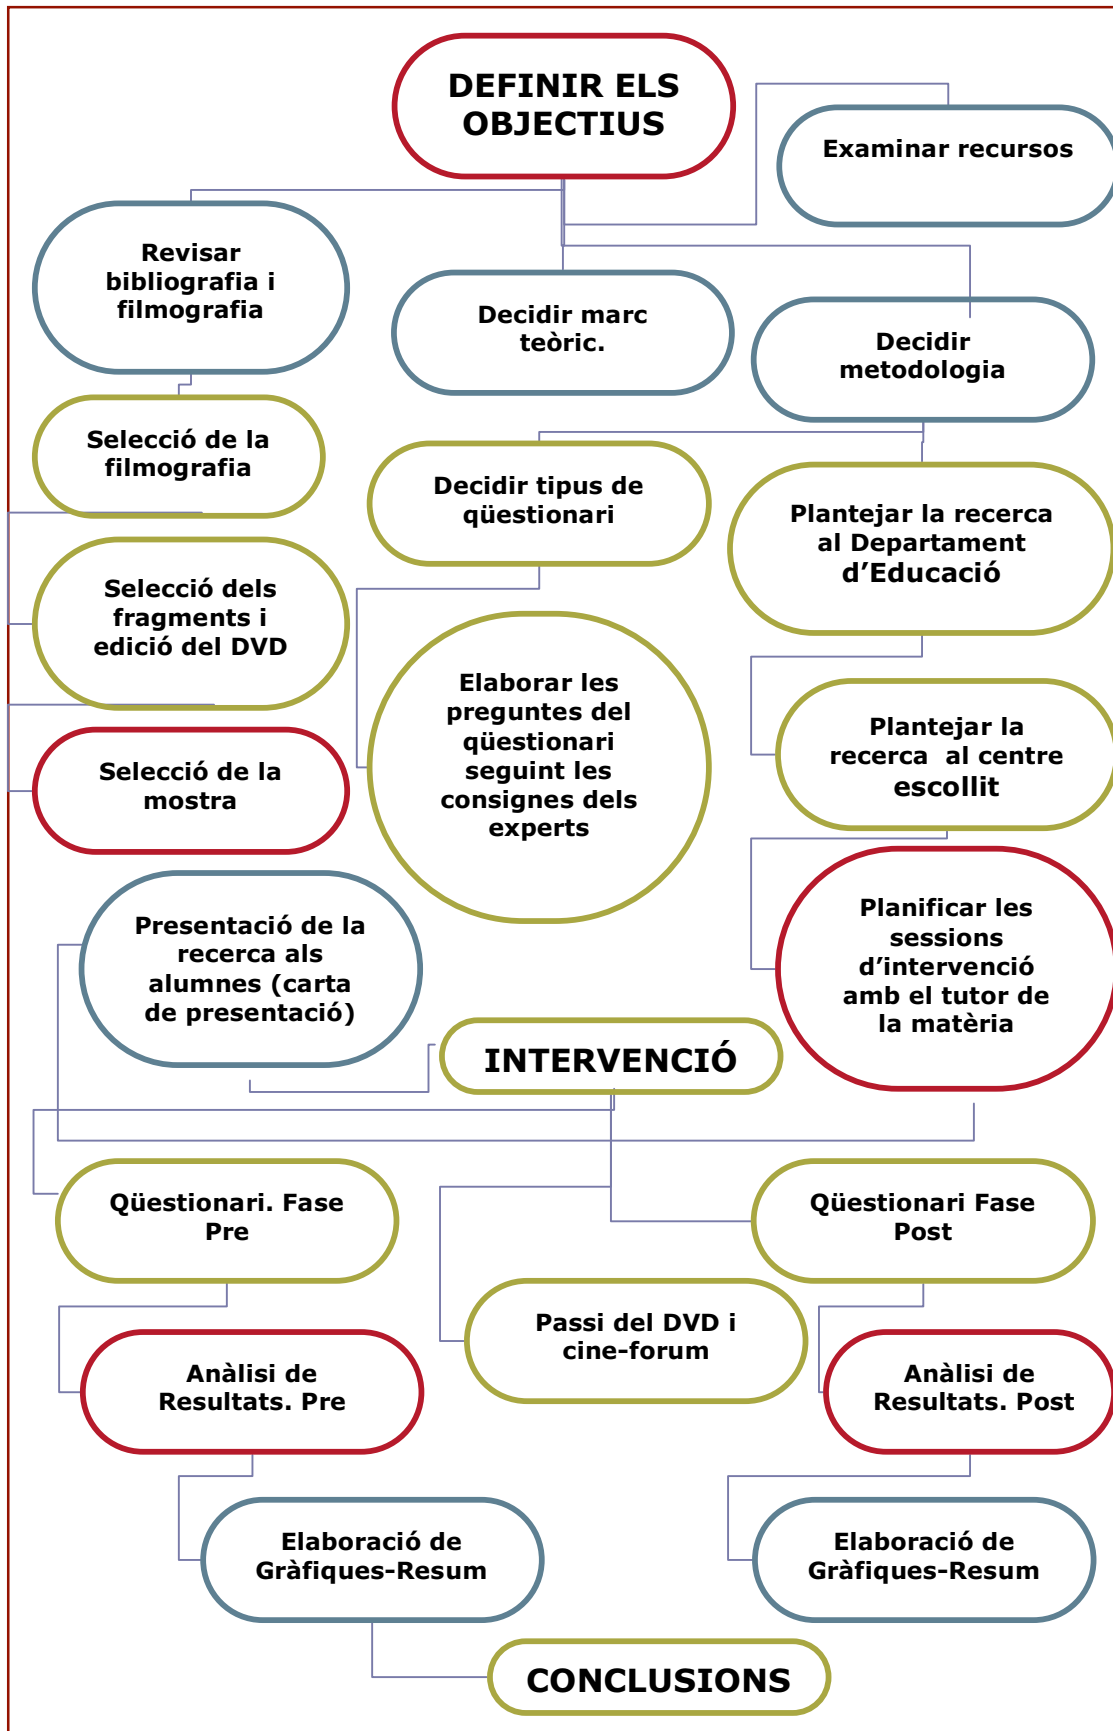 DEFINIR ELS
OBJECTIUS
Examinar recursos
Revisar
bibliografia i
filmografia
Decidir marc
teòric.
Decidir
metodologia
Selecció de la
filmografia
Decidir tipus de
qüestionari
Plantejar la recerca
al Departament
d’Educació
Selecció dels
fragments i
edició del DVD
Elaborar les
preguntes del
qüestionari
seguint les
consignes dels
experts
Plantejar la
recerca  al centre
escollit
Selecció de la
mostra
Presentació de la
recerca als
alumnes (carta
de presentació)
Planificar les
sessions
d’intervenció
amb el tutor de
la matèria
INTERVENCIÓ
Qüestionari. Fase
Pre
Qüestionari Fase
Post
Passi del DVD i
cine-forum
Anàlisi de
Resultats. Pre
Anàlisi de
Resultats. Post
Elaboració de
Gràfiques-Resum
Elaboració de
Gràfiques-Resum
CONCLUSIONS